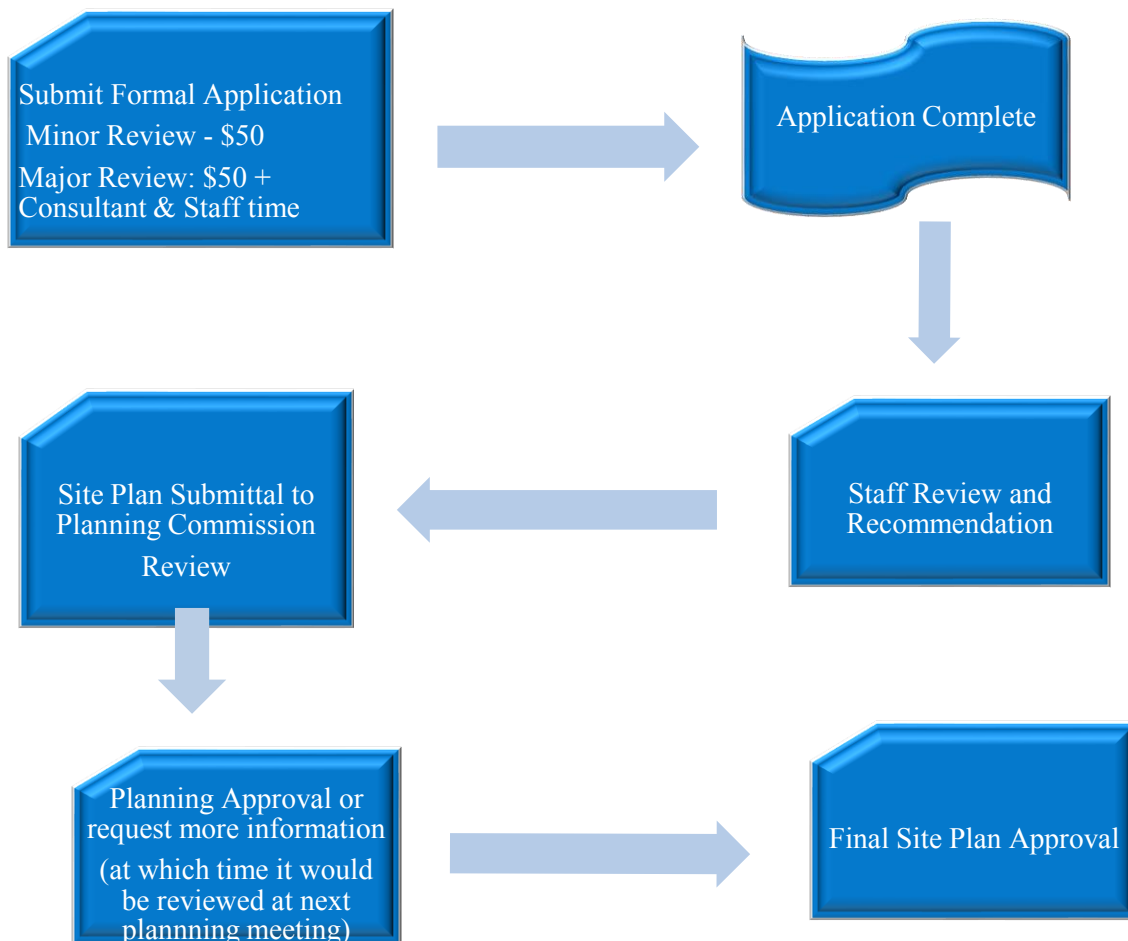 Submit Formal Application
Minor Review - $50
Major Review: $50 +
Consultant & Staff time
Application Complete
Staff Review and
Recommendation
Site Plan Submittal to
Planning Commission
Review
Planning Approval or
request more information
(at which time it would
be reviewed at next
plannning meeting)
Final Site Plan Approval